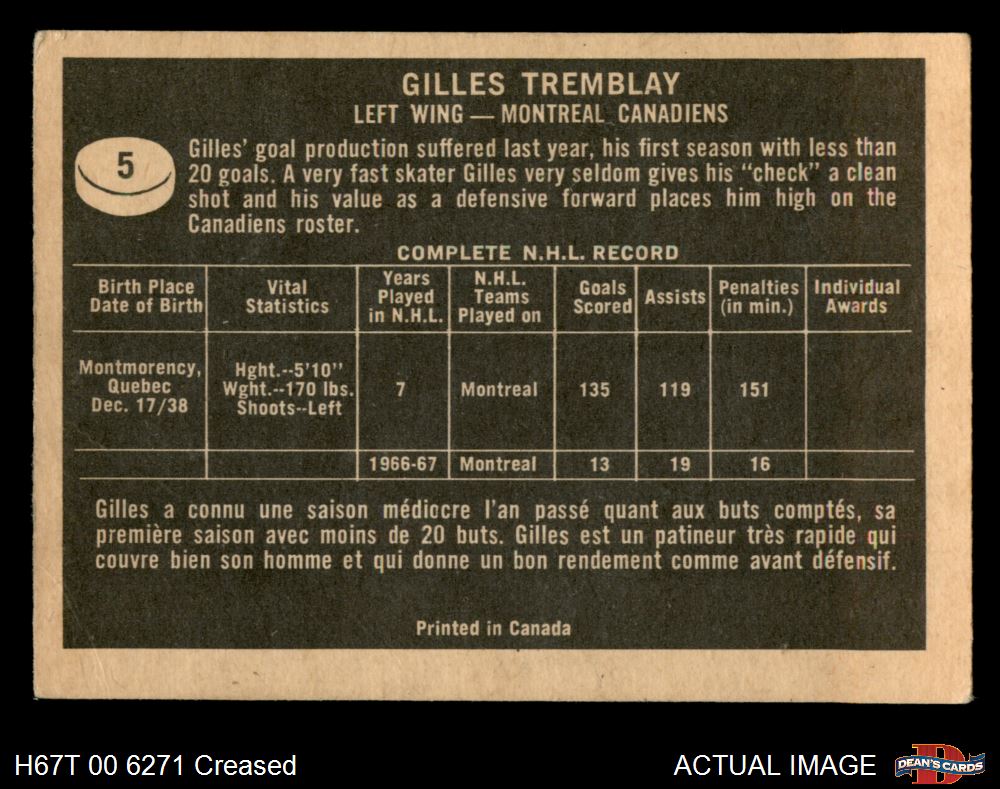 GILLES TREMBLAY
LEFT WING — MONTREAL CANADIENS
5
Gilles' goal production suffered last year, his first season with less than
20 goals. A very fast skater Gilles very seldom gives his "check" a clean
shot and his value as a defensive forward places him high on the
Canadiens roster.
COMPLETE N.H.L. RECORD
Birth Place
Date of Birth
Vital
Statistics
Years
Played
in N.H.L.
N.H.L.
Teams
Played on
Goals
Scored
Assists
Penalties
(in min.)
Individual
Awards
Montmorency,
Quebec
Dec. 17/38
Hght.--5'10"
Wght.--170 lbs.
Shoots--Left
7
Montreal
135
119
151
1966-67
Montreal
13
19
16
Gilles a connu une saison médiocre l'an passé quant aux buts comptés, sa
première saison avec moins de 20 buts. Gilles est un patineur très rapide qui
couvre bien son homme et qui donne un bon rendement comme avant défensif.
Printed in Canada
H67T 00 6271 Creased
ACTUAL IMAGE
D
DEAN'S CARDS